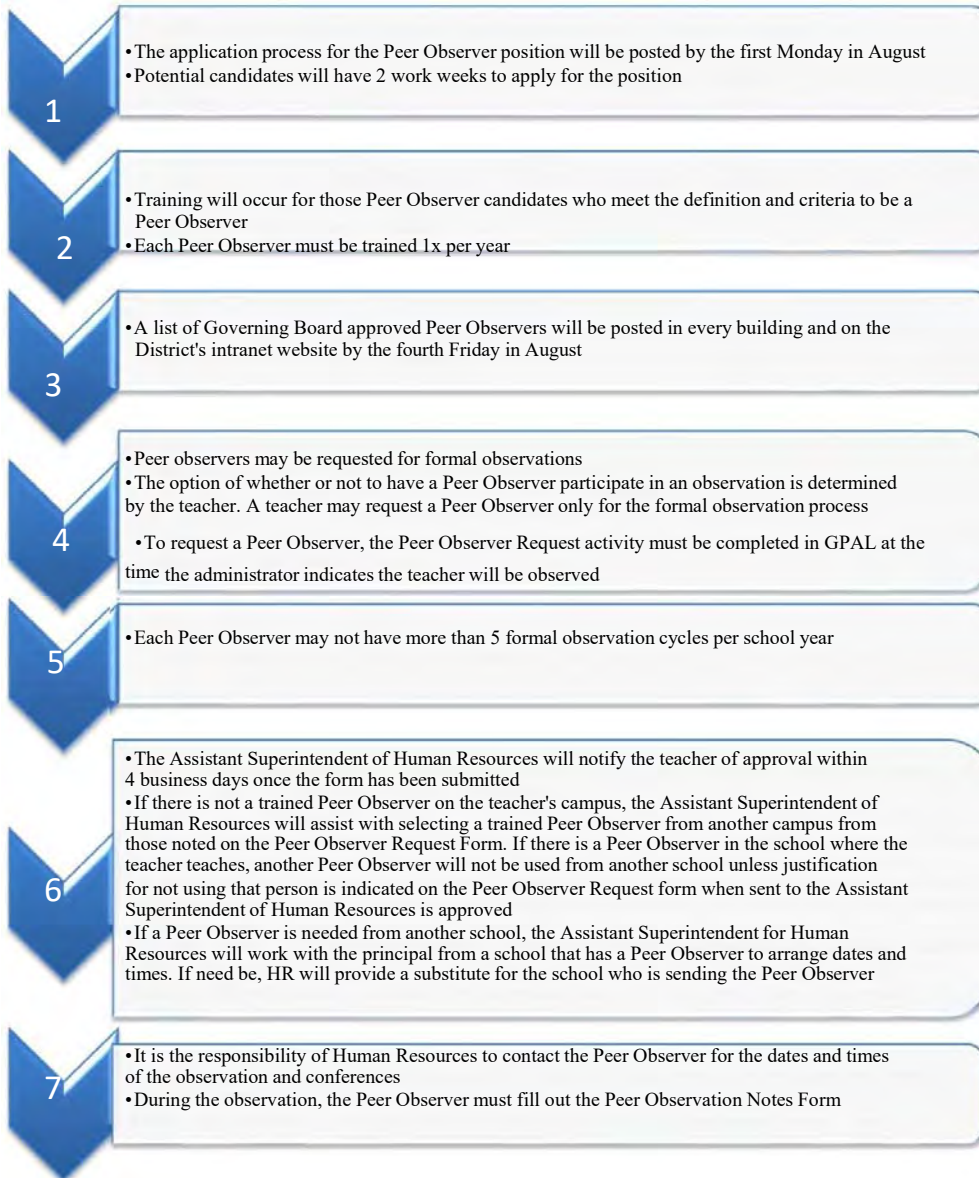 1
•The application process for the Peer Observer position will be posted by the first Monday in August
•Potential candidates will have 2 work weeks to apply for the position
2
•Training will occur for those Peer Observer candidates who meet the definition and criteria to be a
Peer Observer
•Each Peer Observer must be trained 1x per year
3
•A list of Governing Board approved Peer Observers will be posted in every building and on the
District's intranet website by the fourth Friday in August
4
•Peer observers may be requested for formal observations
•The option of whether or not to have a Peer Observer participate in an observation is determined
by the teacher. A teacher may request a Peer Observer only for the formal observation process
•To request a Peer Observer, the Peer Observer Request activity must be completed in GPAL at the
time the administrator indicates the teacher will be observed
5
•Each Peer Observer may not have more than 5 formal observation cycles per school year
6
•The Assistant Superintendent of Human Resources will notify the teacher of approval within
4 business days once the form has been submitted
•If there is not a trained Peer Observer on the teacher's campus, the Assistant Superintendent of
Human Resources will assist with selecting a trained Peer Observer from another campus from
those noted on the Peer Observer Request Form. If there is a Peer Observer in the school where the
teacher teaches, another Peer Observer will not be used from another school unless justification
for not using that person is indicated on the Peer Observer Request form when sent to the Assistant
Superintendent of Human Resources is approved
•If a Peer Observer is needed from another school, the Assistant Superintendent for Human
Resources will work with the principal from a school that has a Peer Observer to arrange dates and
times. If need be, HR will provide a substitute for the school who is sending the Peer Observer
7
•It is the responsibility of Human Resources to contact the Peer Observer for the dates and times
of the observation and conferences
•During the observation, the Peer Observer must fill out the Peer Observation Notes Form